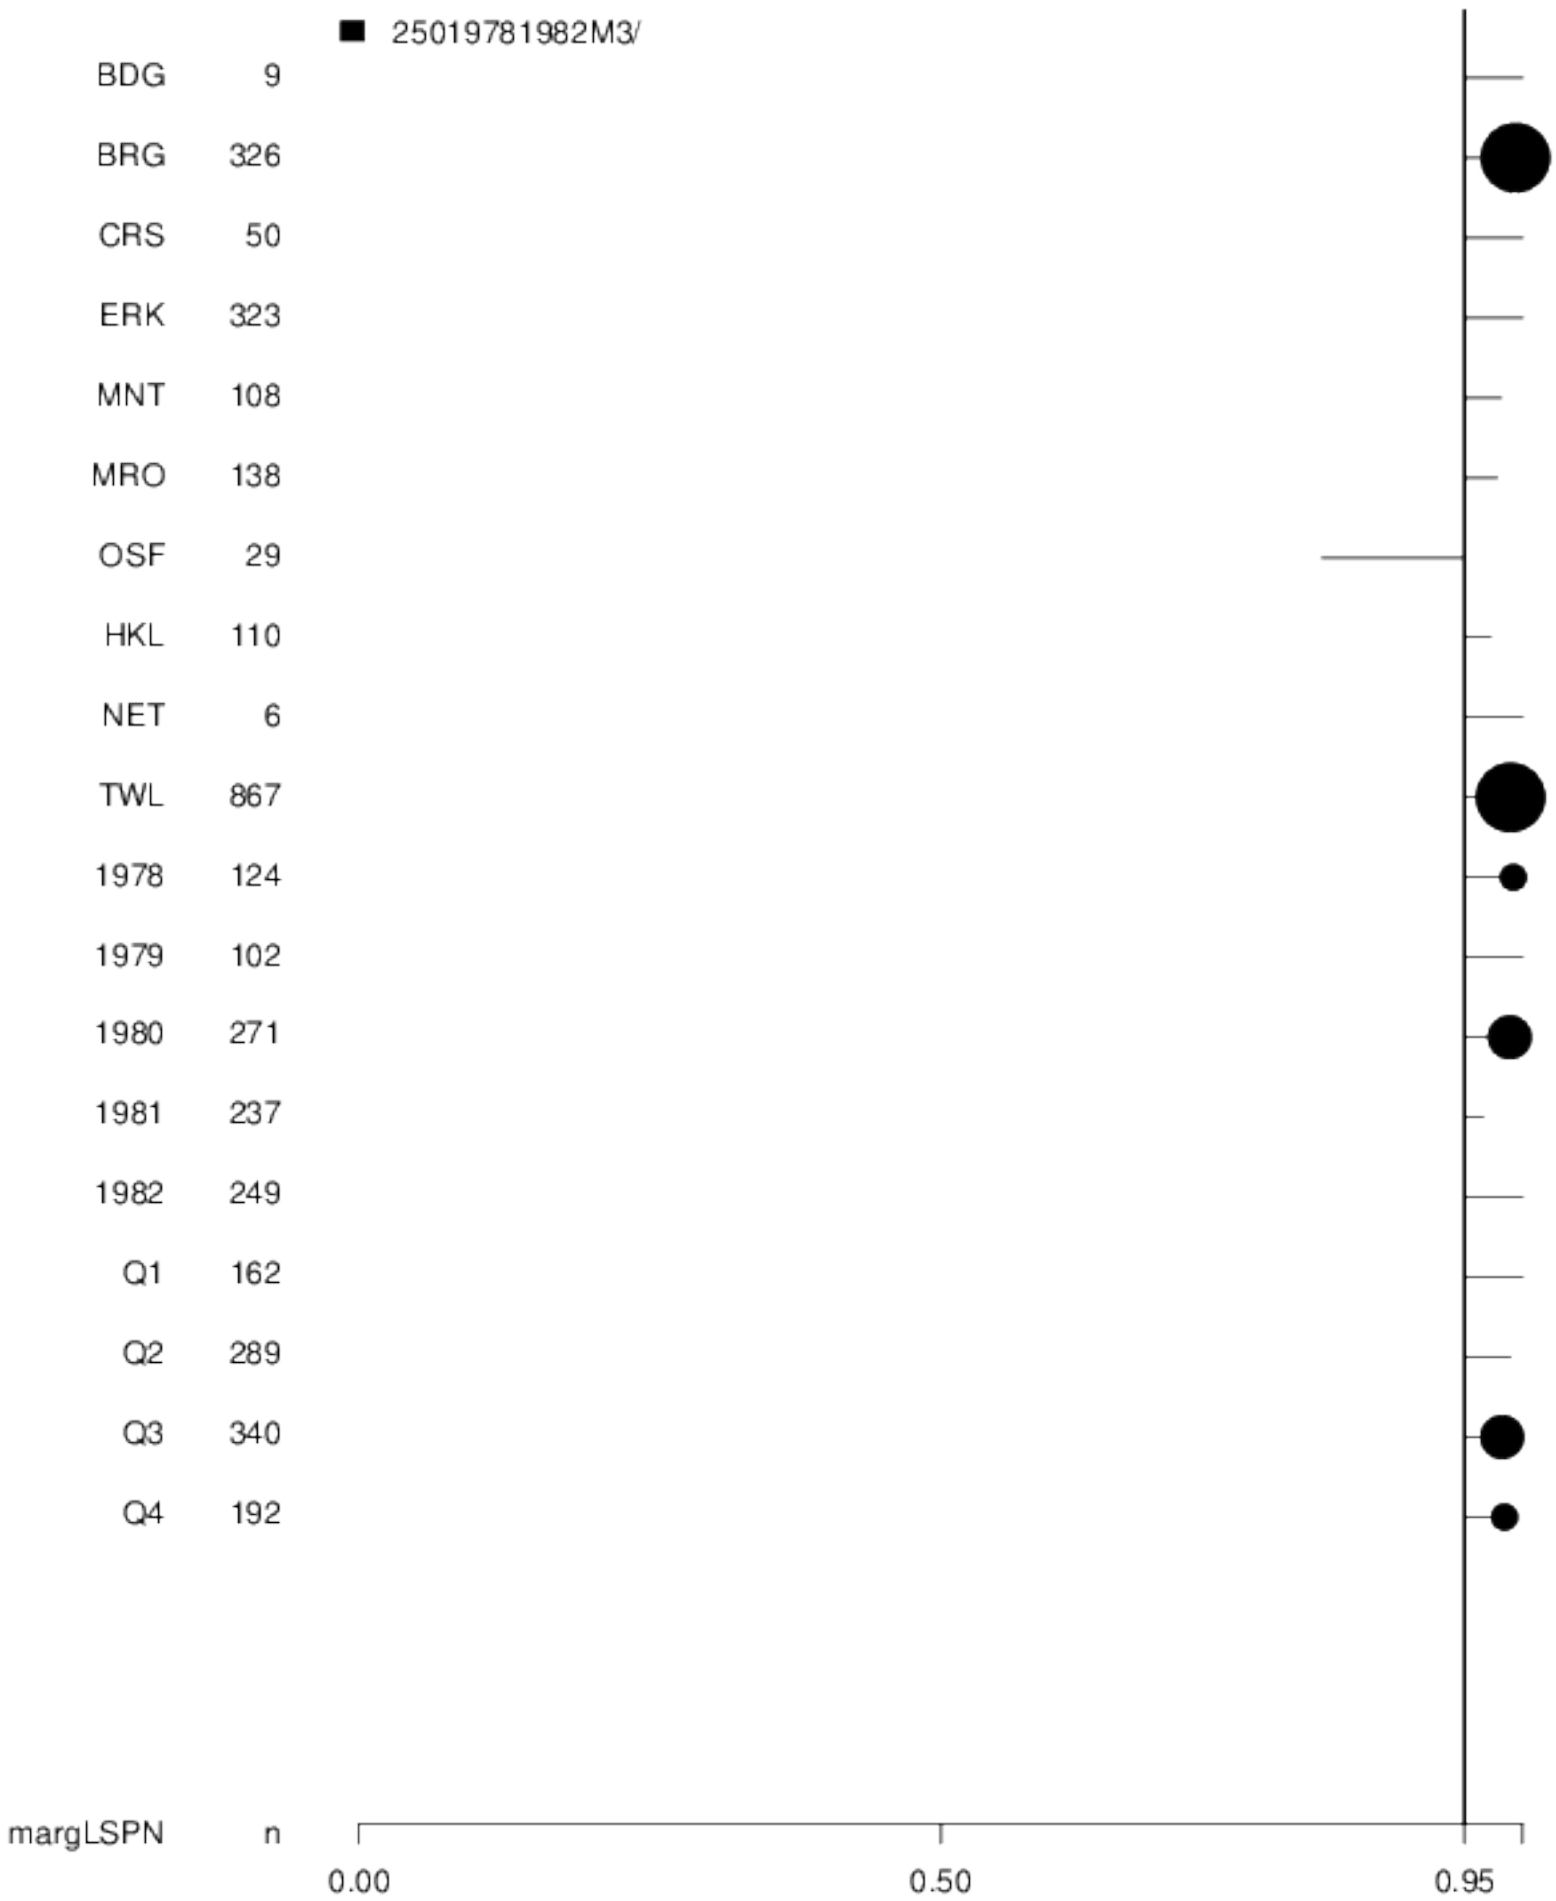 25019781982M3/
BDG 9
BRG 326
CRS 50
ERK 323
MNT 108
MRO 138
OSF 29
HKL 110
NET 6
TWL 867
1978 124
1979 102
1980 271
1981 237
1982 249
Q1 162
Q2 289
Q3 340
Q4 192
margLSPN n
0.00 0.50 0.95